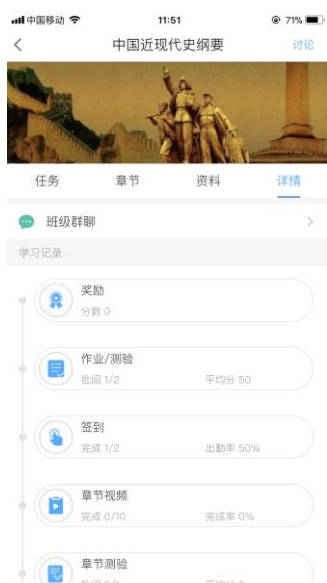 中国移动 11:51 71%
中国近现代史纲要 讨论
任务 章节 资料 详情
班级群聊
学习记录
奖励
分数 0
作业/测验
批阅 1/2 平均分 50
签到
完成 1/2 出勤率 50%
章节视频
完成 0/10 完成率 0%
章节测验